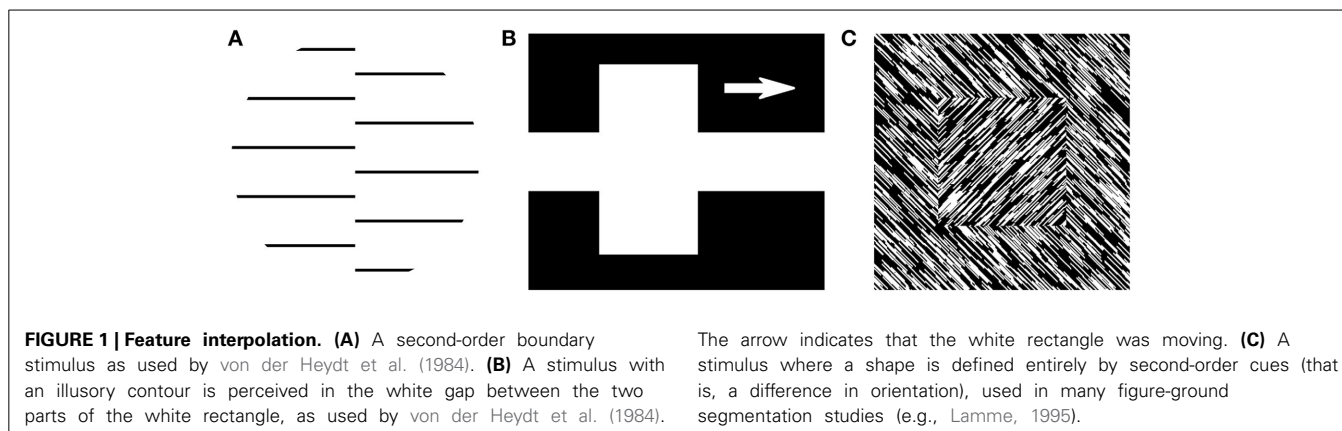 A
B
C
FIGURE 1 | Feature interpolation. (A) A second-order boundary
stimulus as used by von der Heydt et al. (1984). (B) A stimulus with
an illusory contour is perceived in the white gap between the two
parts of the white rectangle, as used by von der Heydt et al. (1984).
The arrow indicates that the white rectangle was moving. (C) A
stimulus where a shape is defined entirely by second-order cues (that
is, a difference in orientation), used in many figure-ground
segmentation studies (e.g., Lamme, 1995).